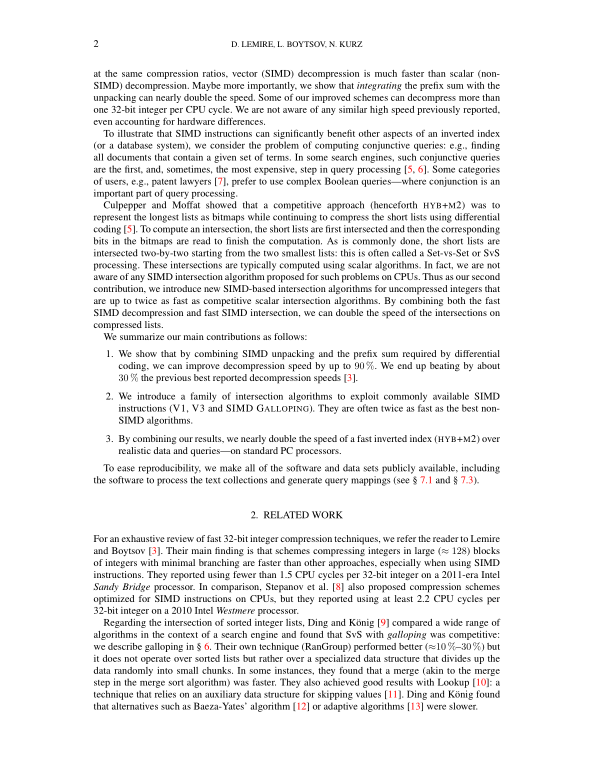 2
D. LEMIRE, L. BOYTSOV, N. KURZ
at the same compression ratios, vector (SIMD) decompression is much faster than scalar (non-
SIMD) decompression. Maybe more importantly, we show that integrating the prefix sum with the
unpacking can nearly double the speed. Some of our improved schemes can decompress more than
one 32-bit integer per CPU cycle. We are not aware of any similar high speed previously reported,
even accounting for hardware differences.
To illustrate that SIMD instructions can significantly benefit other aspects of an inverted index
(or a database system), we consider the problem of computing conjunctive queries: e.g., finding
all documents that contain a given set of terms. In some search engines, such conjunctive queries
are the first, and, sometimes, the most expensive, step in query processing [5, 6]. Some categories
of users, e.g., patent lawyers [7], prefer to use complex Boolean queries—where conjunction is an
important part of query processing.
Culpepper and Moffat showed that a competitive approach (henceforth HYB+M2) was to
represent the longest lists as bitmaps while continuing to compress the short lists using differential
coding [5]. To compute an intersection, the short lists are first intersected and then the corresponding
bits in the bitmaps are read to finish the computation. As is commonly done, the short lists are
intersected two-by-two starting from the two smallest lists: this is often called a Set-vs-Set or SvS
processing. These intersections are typically computed using scalar algorithms. In fact, we are not
aware of any SIMD intersection algorithm proposed for such problems on CPUs. Thus as our second
contribution, we introduce new SIMD-based intersection algorithms for uncompressed integers that
are up to twice as fast as competitive scalar intersection algorithms. By combining both the fast
SIMD decompression and fast SIMD intersection, we can double the speed of the intersections on
compressed lists.
We summarize our main contributions as follows:
1. We show that by combining SIMD unpacking and the prefix sum required by differential
coding, we can improve decompression speed by up to 90 %. We end up beating by about
30 % the previous best reported decompression speeds [3].
2. We introduce a family of intersection algorithms to exploit commonly available SIMD
instructions (V1, V3 and SIMD GALLOPING). They are often twice as fast as the best non-
SIMD algorithms.
3. By combining our results, we nearly double the speed of a fast inverted index (HYB+M2) over
realistic data and queries—on standard PC processors.
To ease reproducibility, we make all of the software and data sets publicly available, including
the software to process the text collections and generate query mappings (see § 7.1 and § 7.3).
2. RELATED WORK
For an exhaustive review of fast 32-bit integer compression techniques, we refer the reader to Lemire
and Boytsov [3]. Their main finding is that schemes compressing integers in large (≈ 128) blocks
of integers with minimal branching are faster than other approaches, especially when using SIMD
instructions. They reported using fewer than 1.5 CPU cycles per 32-bit integer on a 2011-era Intel
Sandy Bridge processor. In comparison, Stepanov et al. [8] also proposed compression schemes
optimized for SIMD instructions on CPUs, but they reported using at least 2.2 CPU cycles per
32-bit integer on a 2010 Intel Westmere processor.
Regarding the intersection of sorted integer lists, Ding and König [9] compared a wide range of
algorithms in the context of a search engine and found that SvS with galloping was competitive:
we describe galloping in § 6. Their own technique (RanGroup) performed better (≈10 %–30 %) but
it does not operate over sorted lists but rather over a specialized data structure that divides up the
data randomly into small chunks. In some instances, they found that a merge (akin to the merge
step in the merge sort algorithm) was faster. They also achieved good results with Lookup [10]: a
technique that relies on an auxiliary data structure for skipping values [11]. Ding and König found
that alternatives such as Baeza-Yates' algorithm [12] or adaptive algorithms [13] were slower.